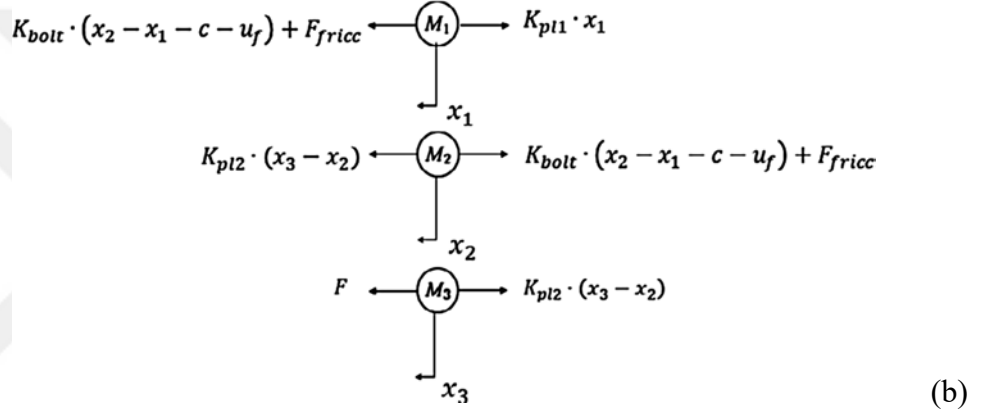 K_bolt · (x_2 − x_1 − c − u_f) + F_fricc M_1 K_pl1 · x_1
x_1
K_pl2 · (x_3 − x_2) M_2 K_bolt · (x_2 − x_1 − c − u_f) + F_fricc
x_2
F M_3 K_pl2 · (x_3 − x_2)
x_3
(b)